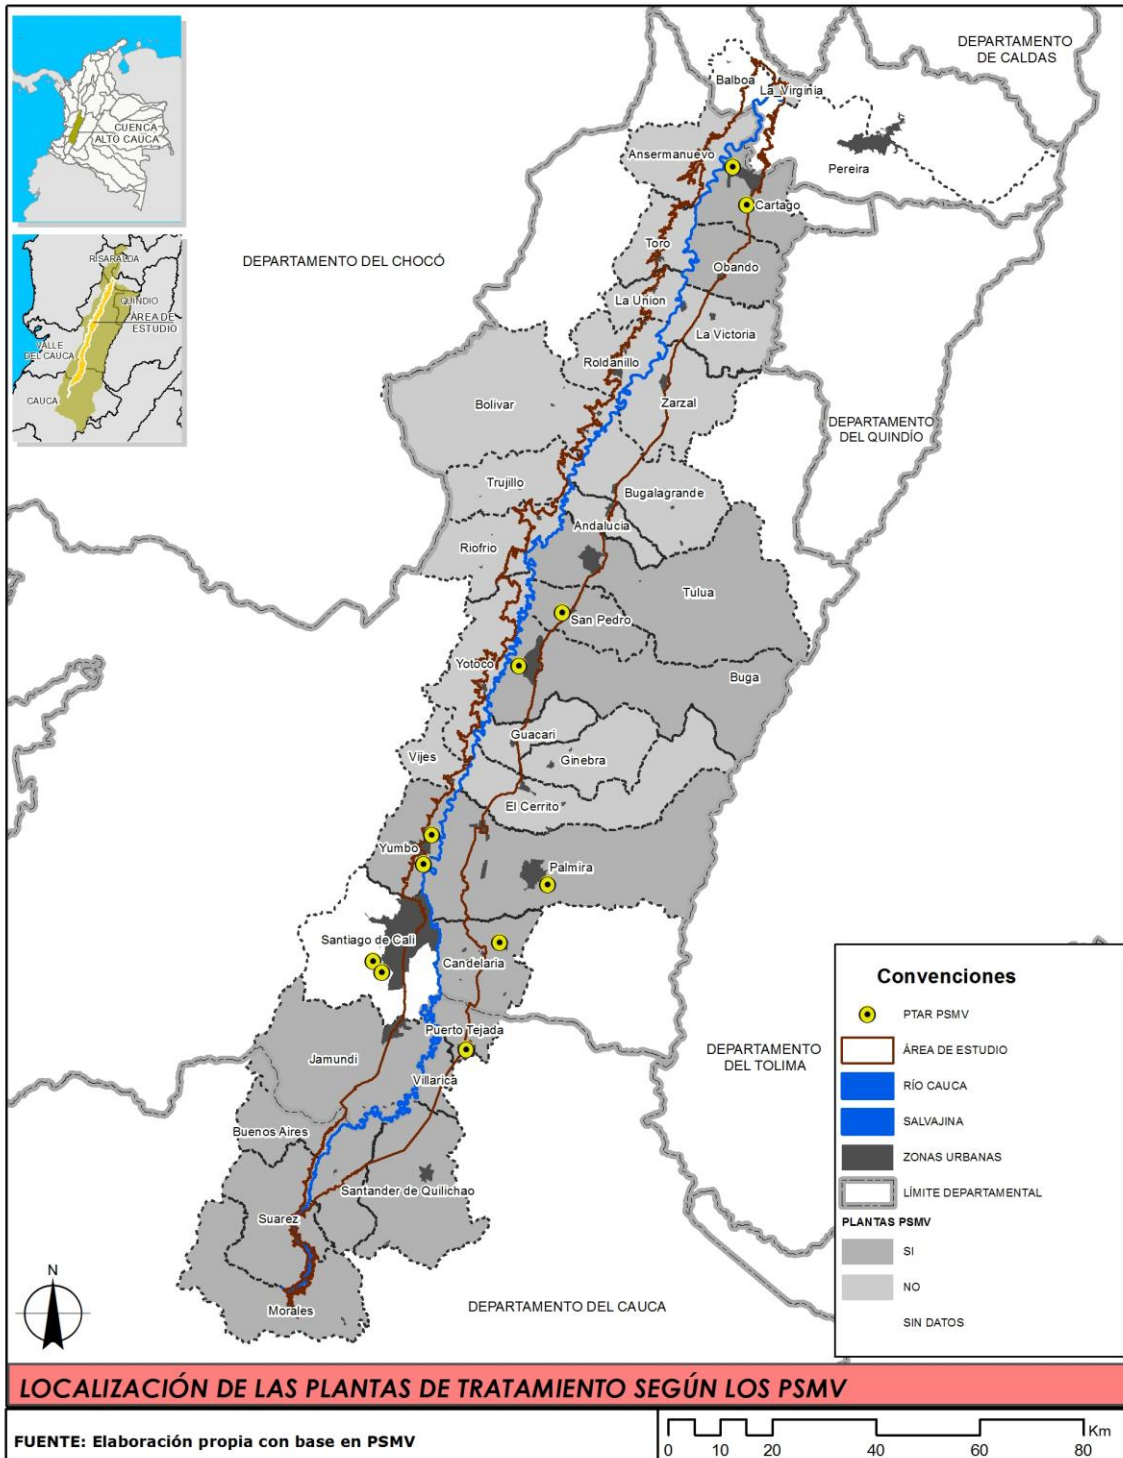 CUENCA
ALTO CAUCA
RISARALDA
QUINDIO
ÁREA DE
ESTUDIO
VALLE
DEL CAUCA
CAUCA
DEPARTAMENTO
DE CALDAS
Balboa
La_Virginia
Ansermanuevo
Pereira
Cartago
Toro
DEPARTAMENTO DEL CHOCÓ
Obando
La Union
La Victoria
Roldanillo
Bolivar
Zarzal
DEPARTAMENTO
DEL QUINDÍO
Trujillo
Bugalagrande
Andalucia
Riofrio
Tulua
San Pedro
Yotoco
Buga
Guacari
Vijes
Ginebra
El Cerrito
Yumbo
Palmira
Santiago de Cali
Candelaria
Puerto Tejada
Jamundi
Villarica
DEPARTAMENTO
DEL TOLIMA
Buenos Aires
Santander de Quilichao
Suarez
Morales
DEPARTAMENTO DEL CAUCA
N
Convenciones
PTAR PSMV
ÁREA DE ESTUDIO
RÍO CAUCA
SALVAJINA
ZONAS URBANAS
LÍMITE DEPARTAMENTAL
PLANTAS PSMV
SI
NO
SIN DATOS
LOCALIZACIÓN DE LAS PLANTAS DE TRATAMIENTO SEGÚN LOS PSMV
FUENTE: Elaboración propia con base en PSMV
Km
0 10 20 40 60 80